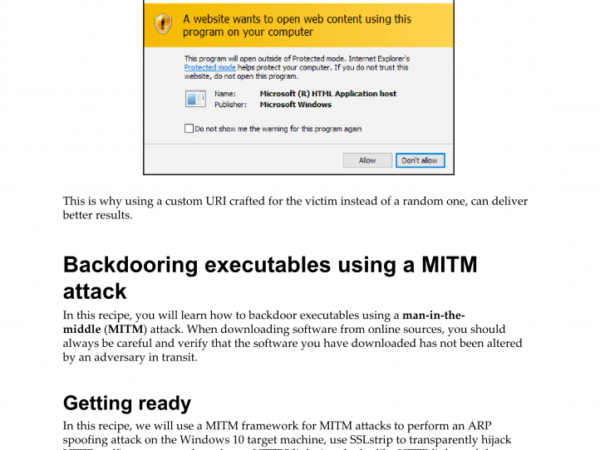 A website wants to open web content using this
program on your computer
This program will open outside of Protected mode. Internet Explorer's
Protected mode helps protect your computer. If you do not trust this
website, do not open this program.
Name: Microsoft (R) HTML Application host
Publisher: Microsoft Windows
Do not show me the warning for this program again
Allow Don't allow
This is why using a custom URI crafted for the victim instead of a random one, can deliver
better results.
Backdooring executables using a MITM
attack
In this recipe, you will learn how to backdoor executables using a man-in-the-
middle (MITM) attack. When downloading software from online sources, you should
always be careful and verify that the software you have downloaded has not been altered
by an adversary in transit.
Getting ready
In this recipe, we will use a MITM framework for MITM attacks to perform an ARP
spoofing attack on the Windows 10 target machine, use SSLstrip to transparently hijack